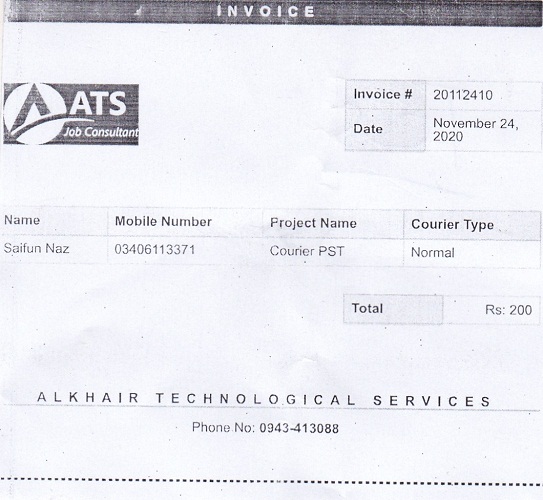 INVOICE
ATS
Job Consultant
Invoice # 20112410
Date November 24,
2020
Name Mobile Number Project Name Courier Type
Saifun Naz 03406113371 Courier PST Normal
Total Rs: 200
ALKHAIR TECHNOLOGICAL SERVICES
Phone No: 0943-413088